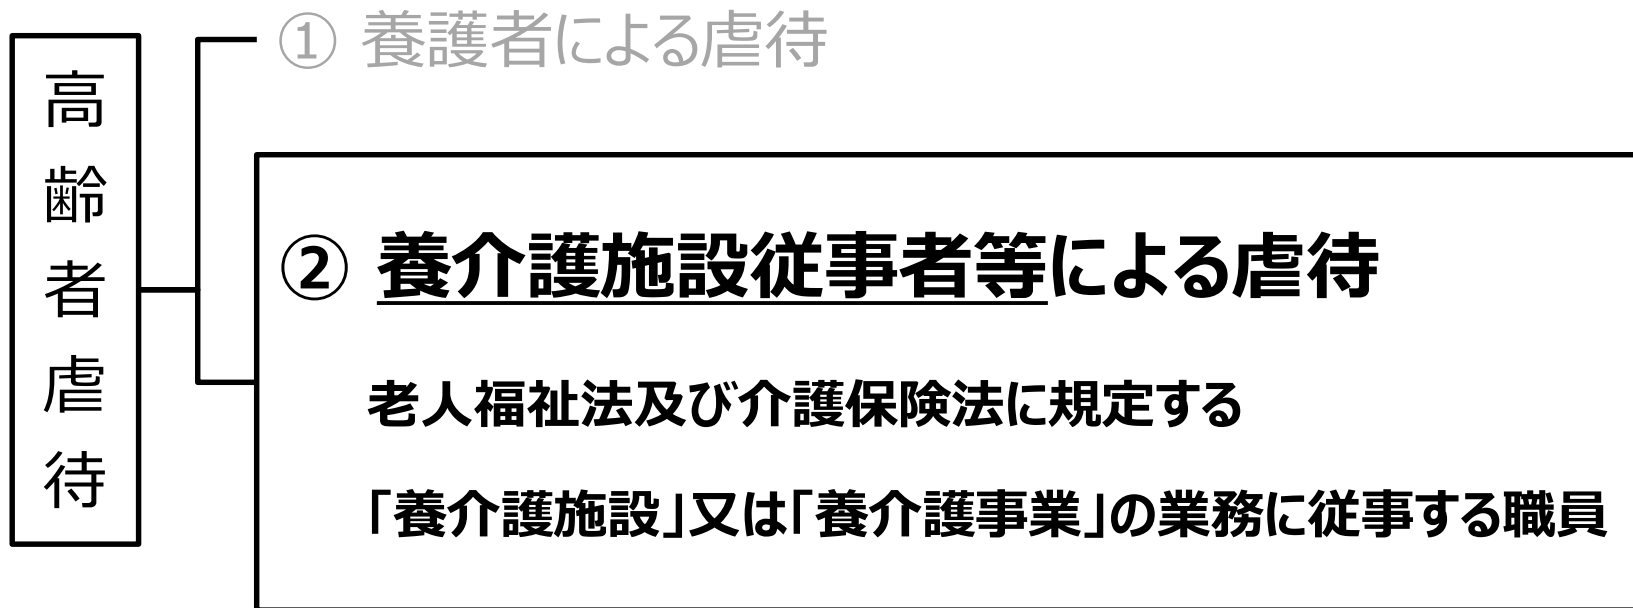 高齢者虐待
① 養護者による虐待
② 養介護施設従事者等による虐待
老人福祉法及び介護保険法に規定する
「養介護施設」又は「養介護事業」の業務に従事する職員